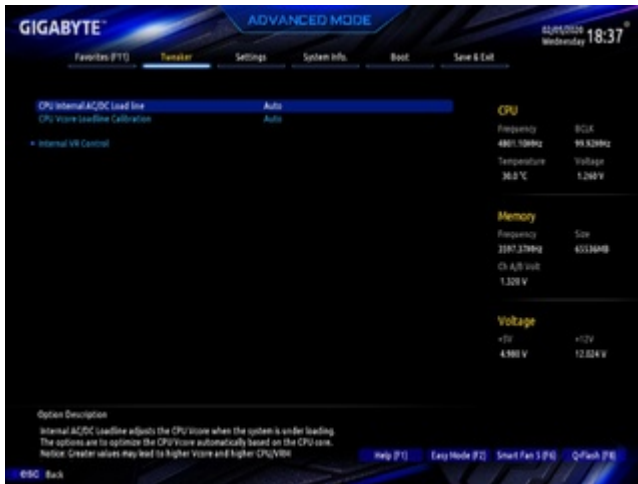 GIGABYTE
ADVANCED MODE
Wednesday 18:37
Favorites (F11) Tweaker Settings System Info. Boot Save & Exit
CPU Internal AC/DC Load line Auto
CPU Vcore Loadline Calibration Auto
Internal VR Control
CPU
Frequency BCLK
4801.10MHz 99.92MHz
Temperature Voltage
30.0 °C 1.260 V
Memory
Frequency Size
65536MB
Ch A/B Volt
1.320 V
Voltage
+5V +12V
4.980 V 12.024 V
Option Description
Internal AC/DC Loadline adjusts the CPU Vcore when the system is under loading.
The options are to optimize the CPU Vcore automatically based on the CPU core.
Notice: Greater values may lead to higher Vcore and higher CPU/VRM
Help (F1) Easy Mode (F2) Smart Fan 5 (F6) Q-Flash (F8)
ESC Back